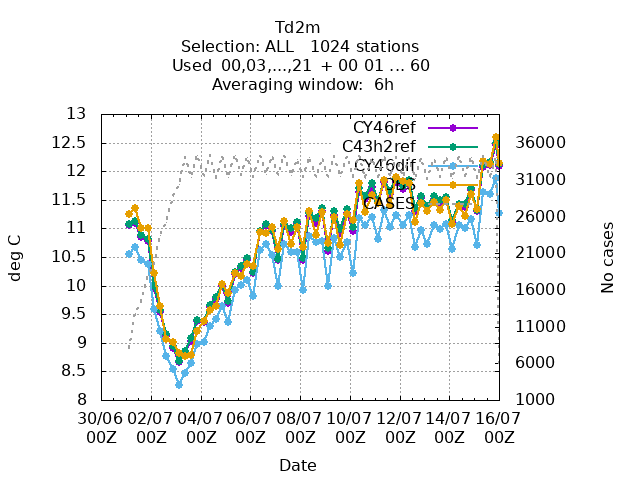 Td2m
Selection: ALL   1024 stations
Used  00,03,...,21  + 00 01 ... 60
Averaging window:  6h
CY46ref
C43h2ref
CY46dif
OBS
CASES
deg C
13
12.5
12
11.5
11
10.5
10
9.5
9
8.5
8
No cases
36000
31000
26000
21000
16000
11000
6000
1000
30/06 02/07 04/07 06/07 08/07 10/07 12/07 14/07 16/07
00Z 00Z 00Z 00Z 00Z 00Z 00Z 00Z 00Z
Date